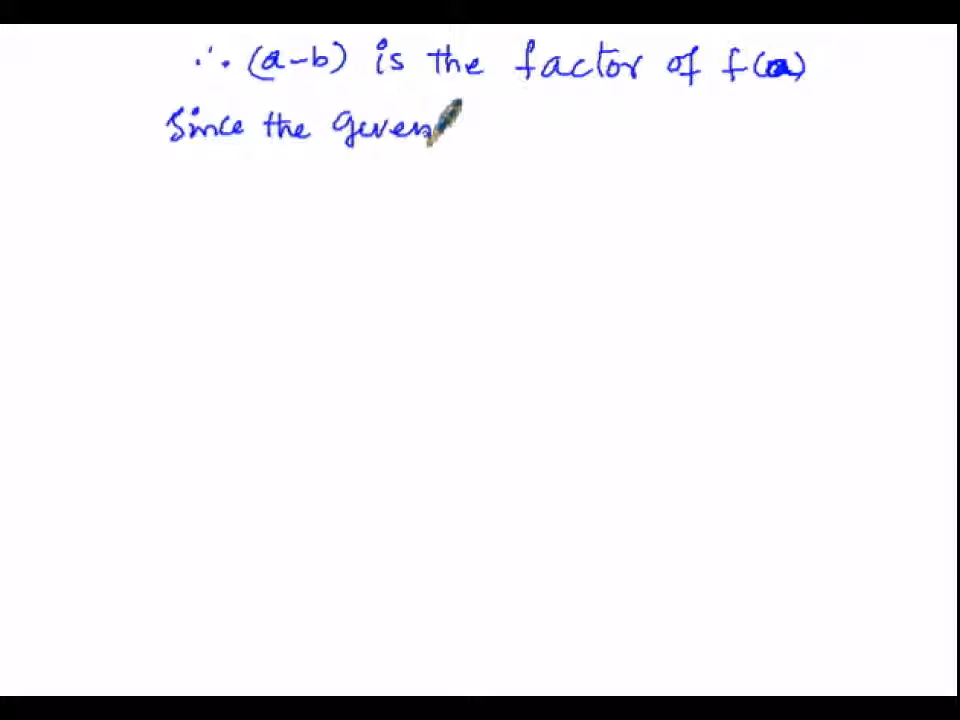 ∴ (a-b) is the factor of f(a)
Since the given